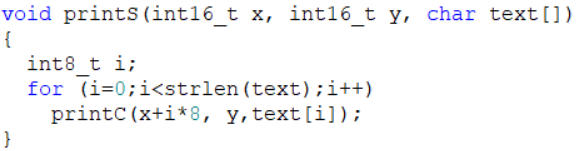 void printS(int16_t x, int16_t y, char text[])
{
  int8_t i;
  for (i=0;i<strlen(text);i++)
    printC(x+i*8, y,text[i]);
}